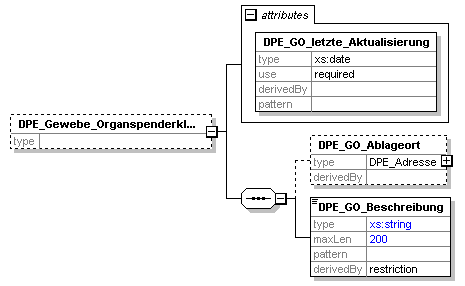 attributes
DPE_GO_letzte_Aktualisierung
type xs:date
use required
derivedBy
pattern
DPE_Gewebe_Organspenderkl...
type
DPE_GO_Ablageort
type DPE_Adresse
derivedBy
DPE_GO_Beschreibung
type xs:string
maxLen 200
pattern
derivedBy restriction